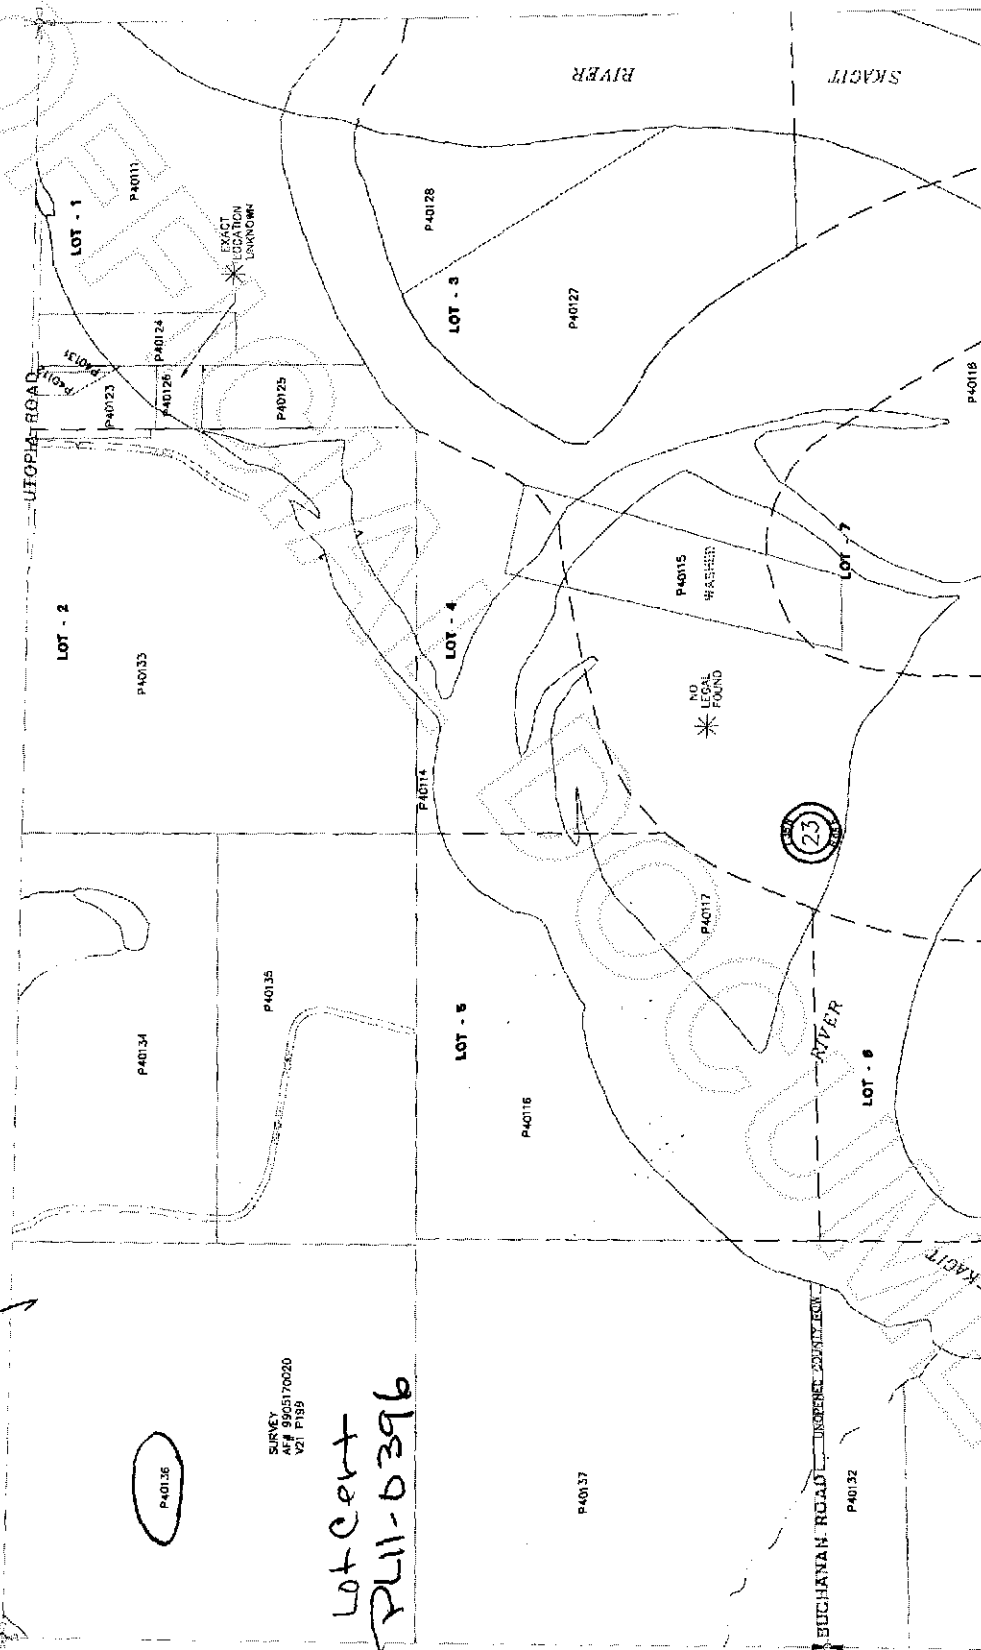 RIVER
SKAGIT
P40111
LOT - 1
EXACT
LOCATION
UNKNOWN
P40128
LOT - 3
P40127
P40124
P40131
UTOPIA ROAD
P40123
P40126
P40125
P40118
LOT - 2
P40133
LOT - 4
P40115
WASHED
LOT - 7
NO
LEGAL
FOUND
P40114
23
P40117
P40134
P40135
LOT - 5
P40116
RIVER
LOT - 6
SKAGIT
P40136
SURVEY
AF# 9905170020
V21 P199
Lot Cert
PL11-0396
P40137
BUCHANAN ROAD
UNOPENED COUNTY ROW
P40132
UNOFFICIAL DOCUMENT